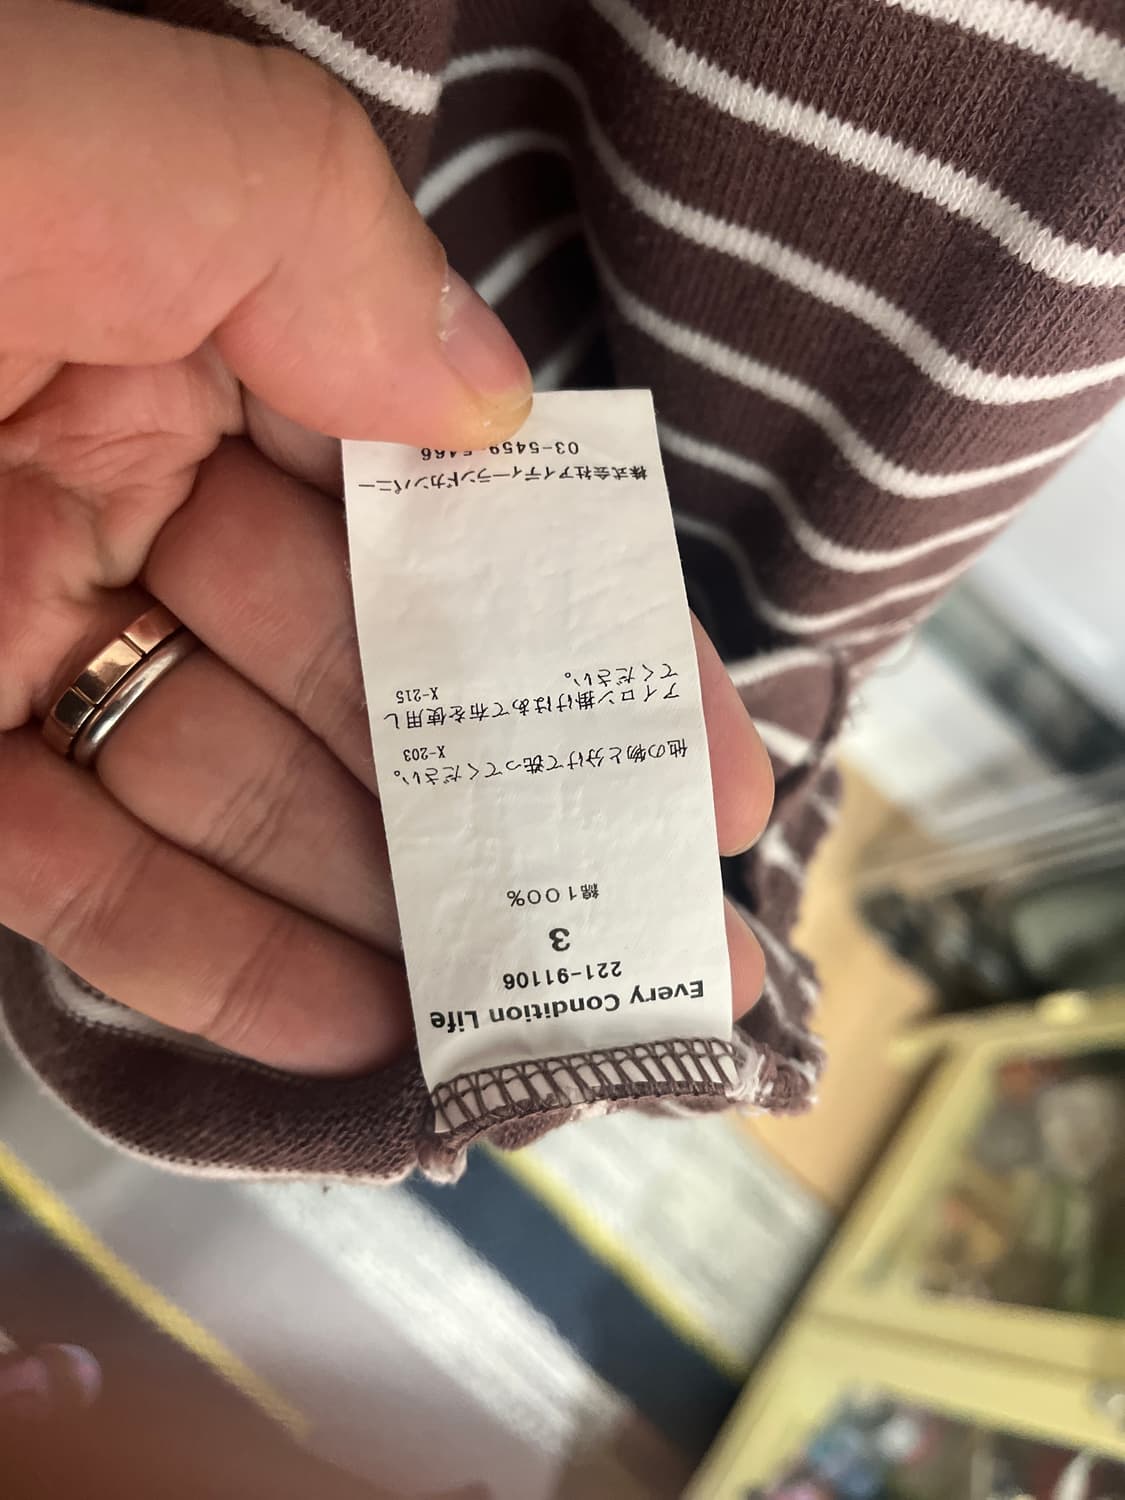 Every Condition Life
221-91106
3
綿100%
他の物と分けて洗ってください。
X-203
アイロン掛けはあて布を使用し
てください。
X-215
株式会社アイディーランドカンパニー
03-5459-5486